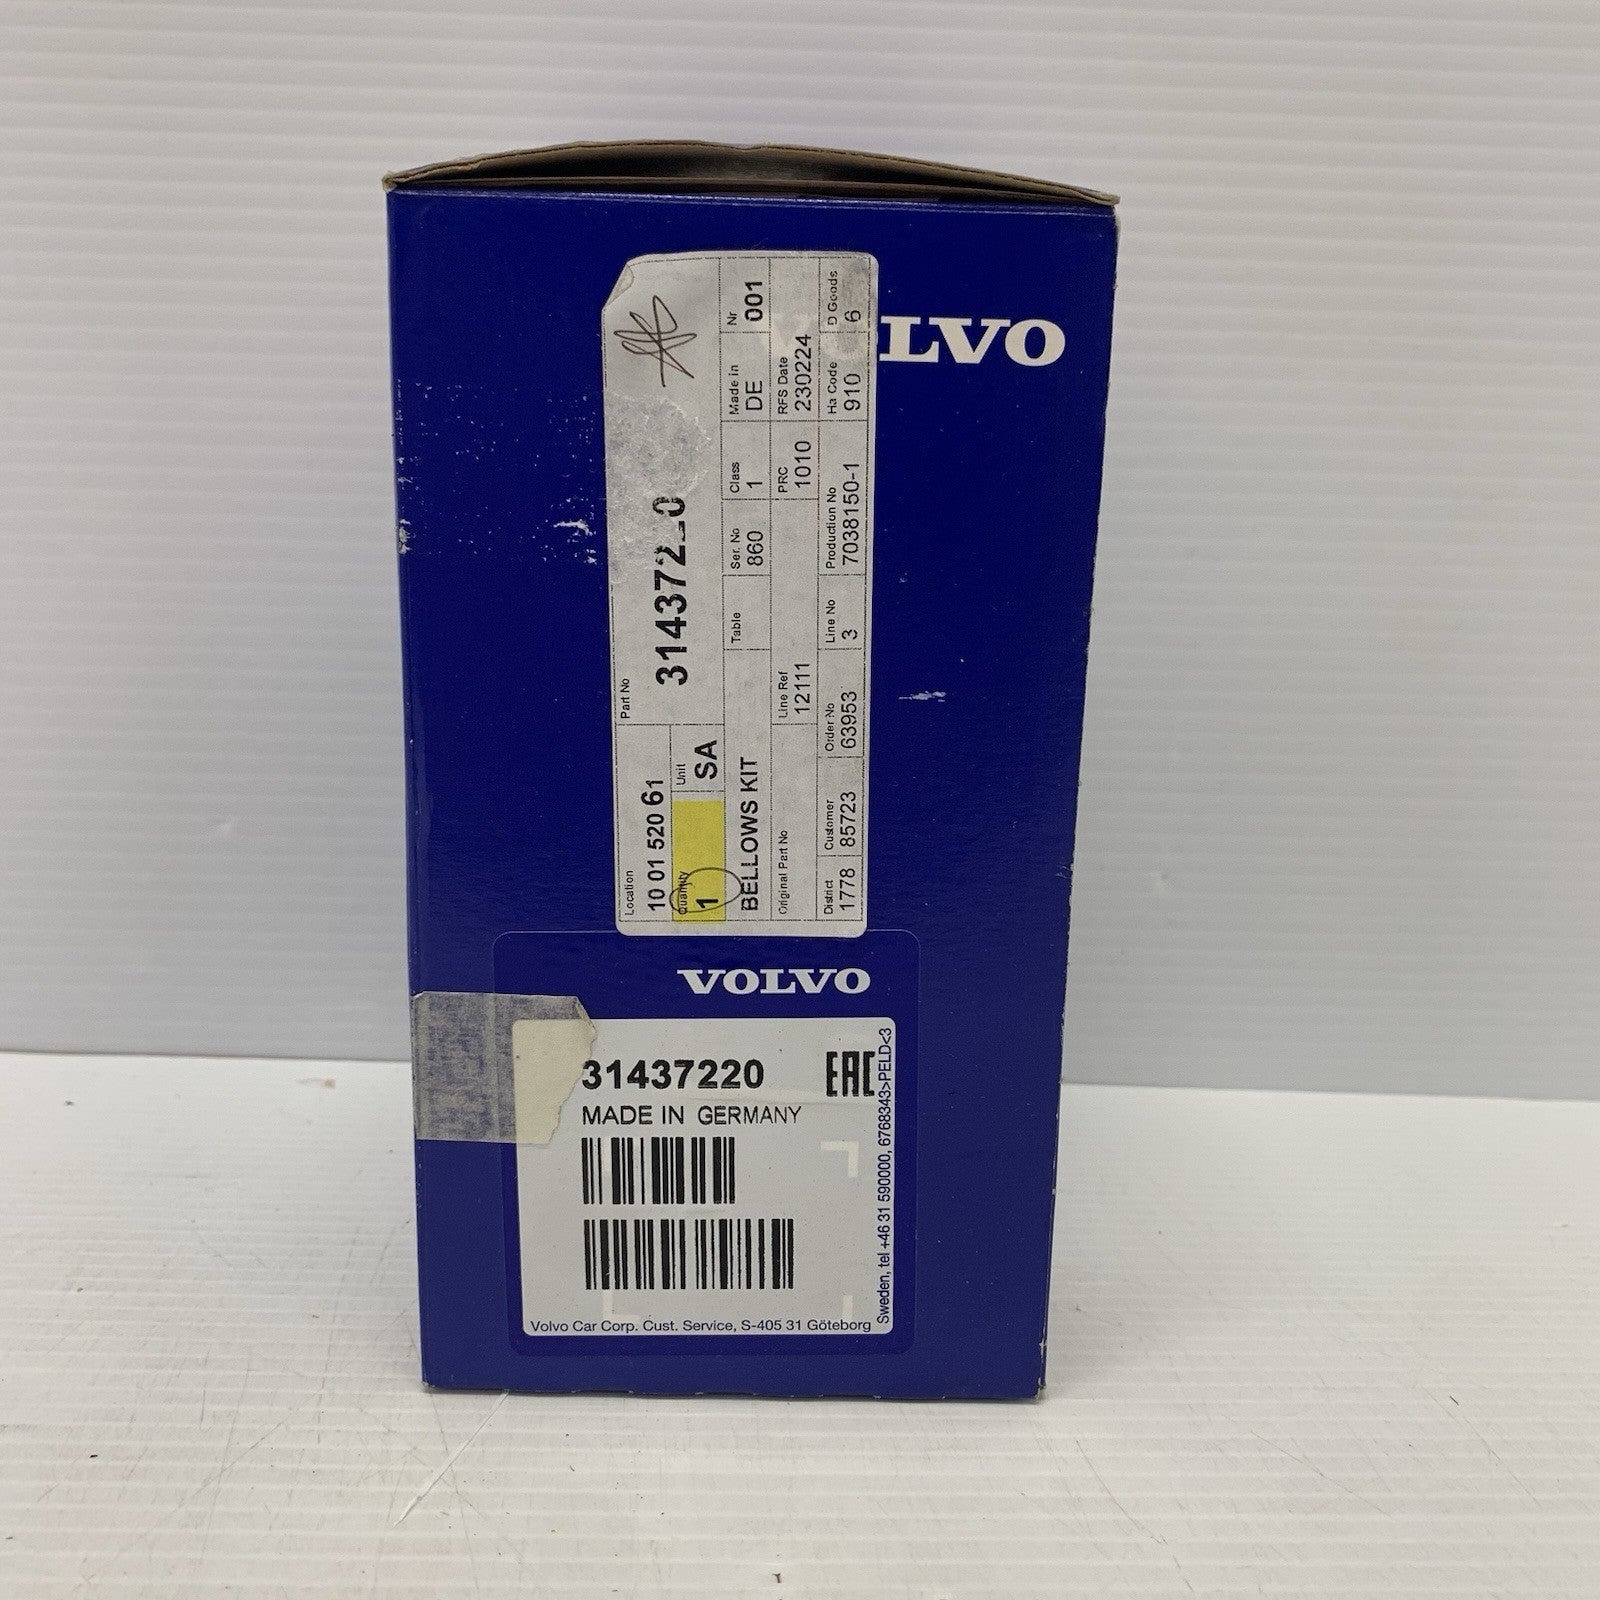 LVO
Part No
314372
Location
10 01 520 61
Quantity
1
Unit
SA
BELLOWS KIT
Table
Ser. No
860
Class
1
Made in
DE
Nr
001
Original Part No
Line Ref
12111
PRC
1010
RFS Date
230224
District
1778
Customer
85723
Order No
63953
Line No
3
Production No
7038150-1
Ha Code
910
D Goods
6
VOLVO
31437220
EAC
MADE IN GERMANY
Volvo Car Corp. Cust. Service, S-405 31 Göteborg
Sweden, tel +46 31 590000, 6768343>PELD<3